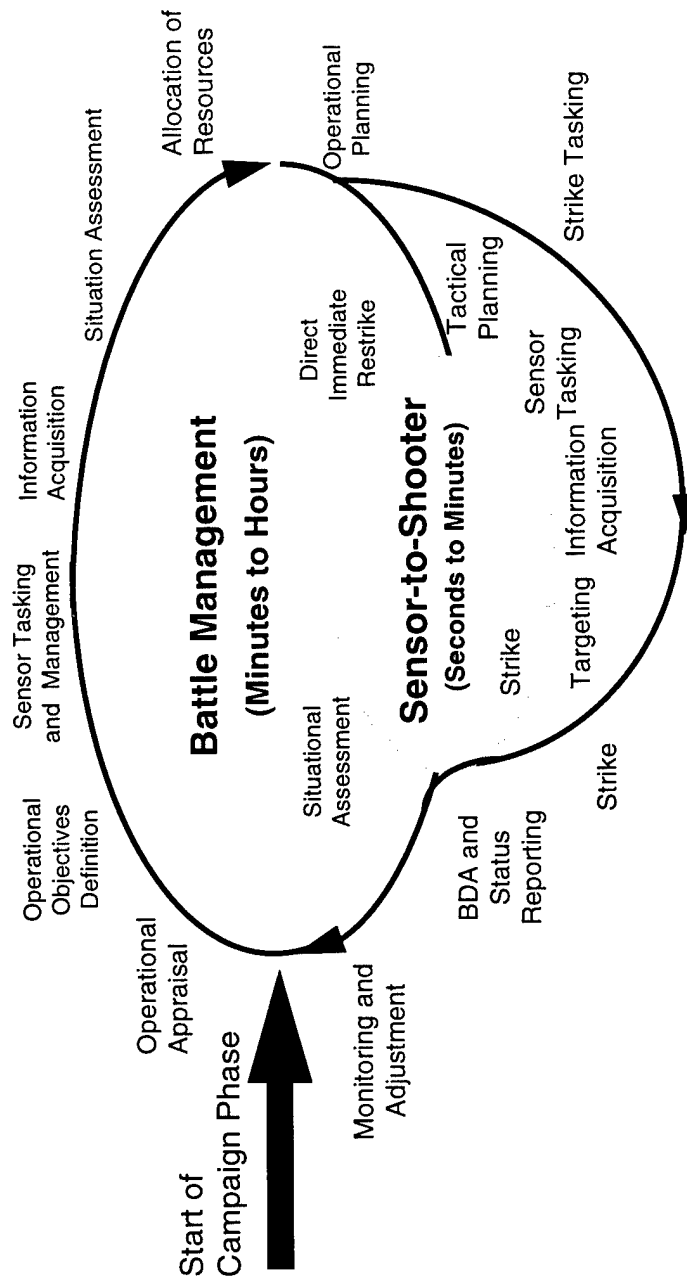 Start of
Campaign Phase
Operational
Appraisal
Operational
Objectives
Definition
Sensor Tasking
and Management
Information
Acquisition
Situation Assessment
Allocation of
Resources
Battle Management
(Minutes to Hours)
Situational
Assessment
Direct
Immediate
Restrike
Operational
Planning
Monitoring and
Adjustment
Sensor-to-Shooter
(Seconds to Minutes)
Tactical
Planning
BDA and
Status
Reporting
Strike
Sensor
Tasking
Targeting
Information
Acquisition
Strike
Strike Tasking